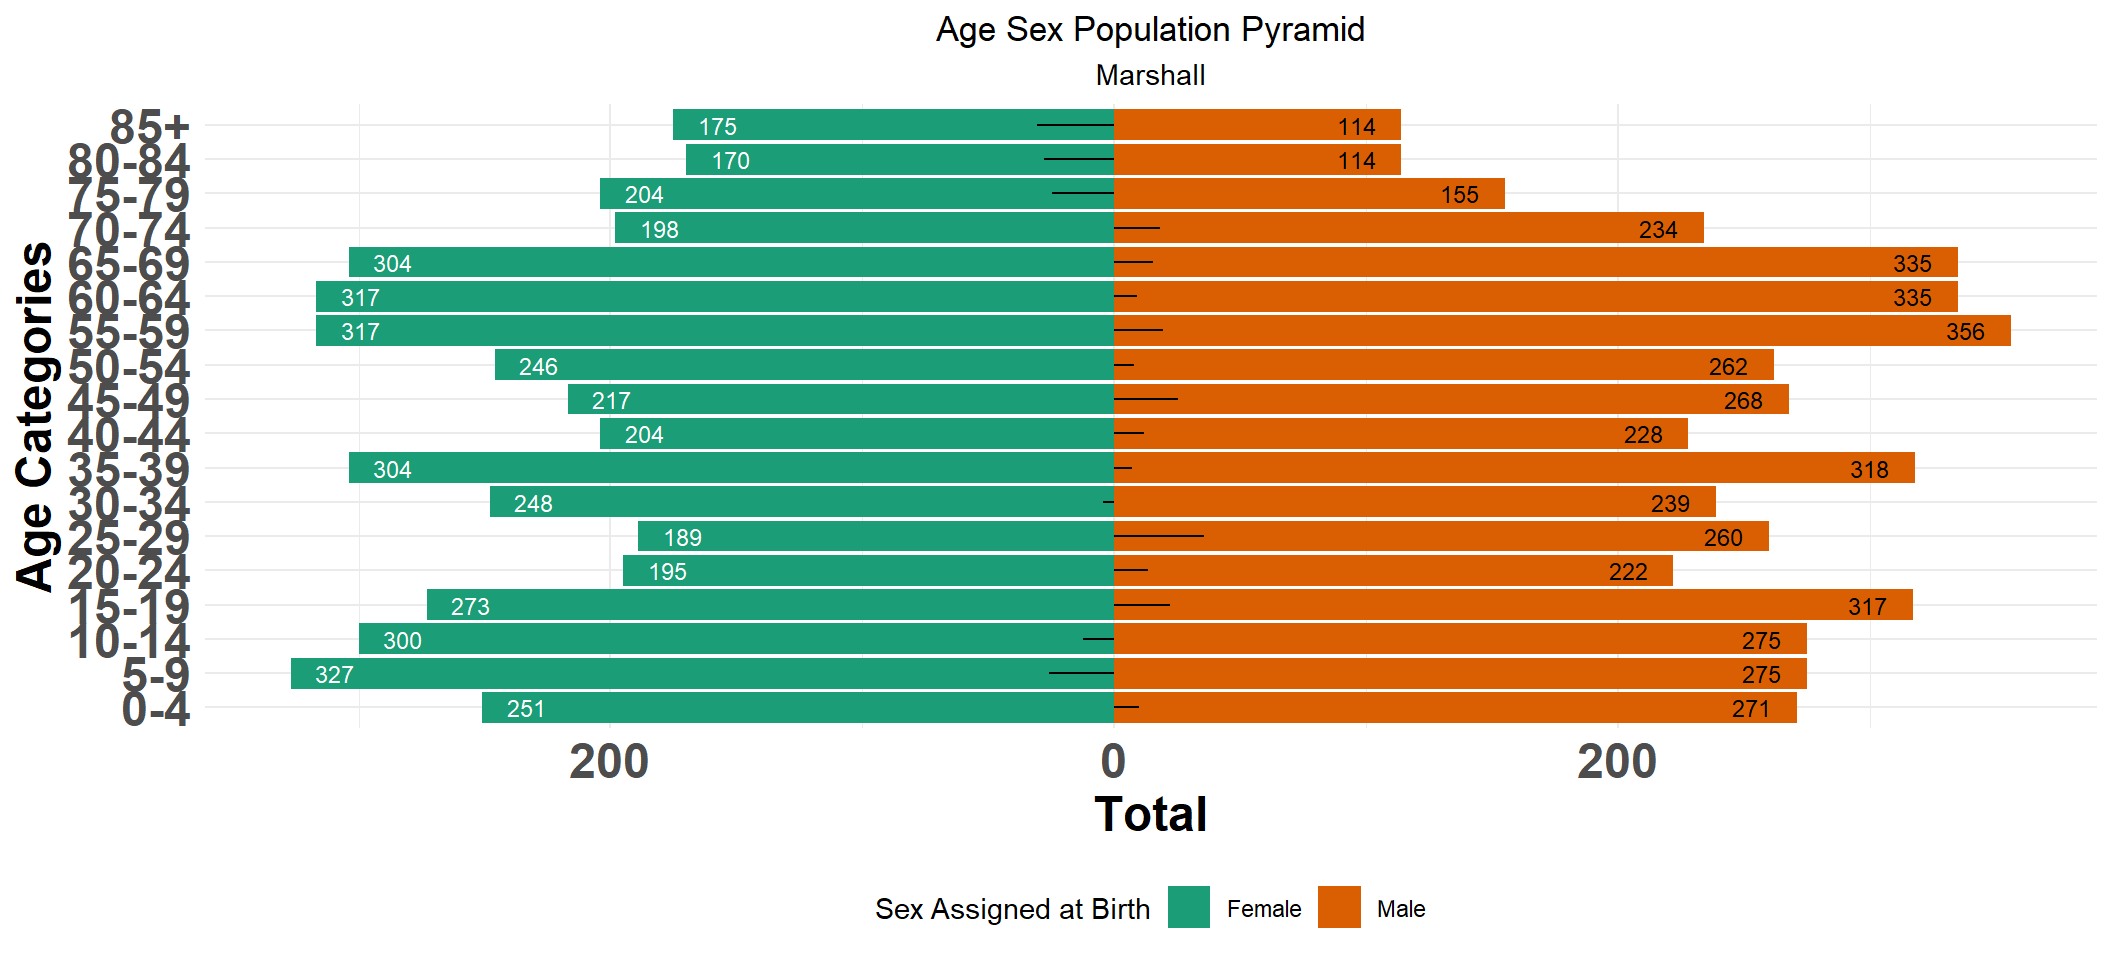 Age Sex Population Pyramid
Marshall
Age Categories
85+ 175 114
80-84 170 114
75-79 204 155
70-74 198 234
65-69 304 335
60-64 317 335
55-59 317 356
50-54 246 262
45-49 217 268
40-44 204 228
35-39 304 318
30-34 248 239
25-29 189 260
20-24 195 222
15-19 273 317
10-14 300 275
5-9 327 275
0-4 251 271
200 0 200
Total
Sex Assigned at Birth Female Male